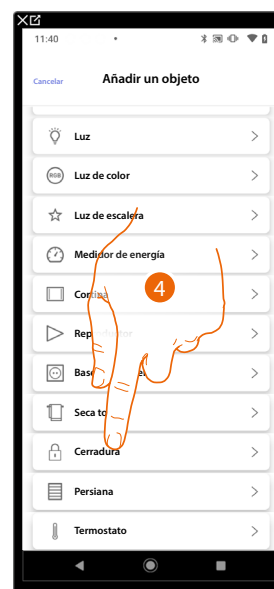 11:40
Cancelar Añadir un objeto
Luz
RGB Luz de color
Luz de escalera
Medidor de energía
4
Persiana
Cerradura
Termostato